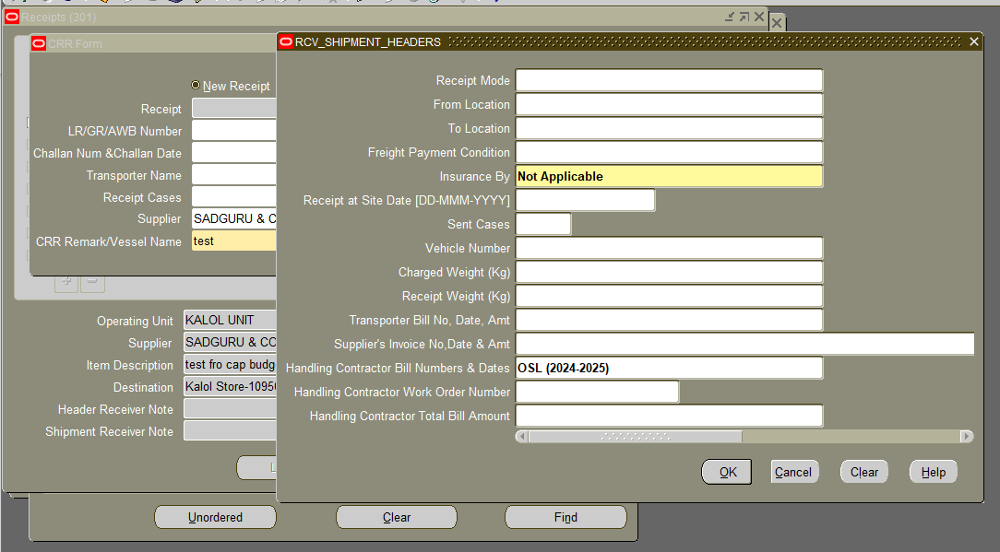 Receipts (301)
CRR Form
New Receipt
Receipt
LR/GR/AWB Number
Challan Num &Challan Date
Transporter Name
Receipt Cases
Supplier SADGURU & C
CRR Remark/Vessel Name test
Operating Unit KALOL UNIT
Supplier SADGURU & CO
Item Description test fro cap budg
Destination Kalol Store-1095
Header Receiver Note
Shipment Receiver Note
RCV_SHIPMENT_HEADERS
Receipt Mode
From Location
To Location
Freight Payment Condition
Insurance By Not Applicable
Receipt at Site Date [DD-MMM-YYYY]
Sent Cases
Vehicle Number
Charged Weight (Kg)
Receipt Weight (Kg)
Transporter Bill No, Date, Amt
Supplier's Invoice No,Date & Amt
Handling Contractor Bill Numbers & Dates OSL (2024-2025)
Handling Contractor Work Order Number
Handling Contractor Total Bill Amount
OK Cancel Clear Help
Unordered Clear Find